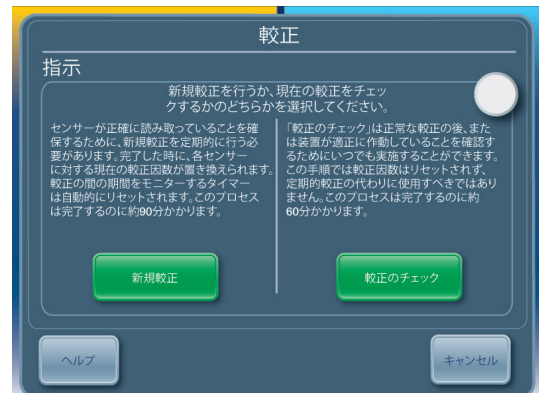 較正
指示
新規較正を行うか、現在の較正をチェッ
クするかのどちらかを選択してください。
センサーが正確に読み取っていることを確
保するために、新規較正を定期的に行う必
要があります。完了した時に、各センサー
に対する現在の較正因数が置き換えられます。
較正の間の期間をモニターするタイマー
は自動的にリセットされます。このプロセス
は完了するのに約90分かかります。
「較正のチェック」は正常な較正の後、また
は装置が適正に作動していることを確認す
るためにいつでも実施することができます。
この手順では較正因数はリセットされず、
定期的較正の代わりに使用すべきではあり
ません。このプロセスは完了するのに約
60分かかります。
新規較正
較正のチェック
ヘルプ
キャンセル